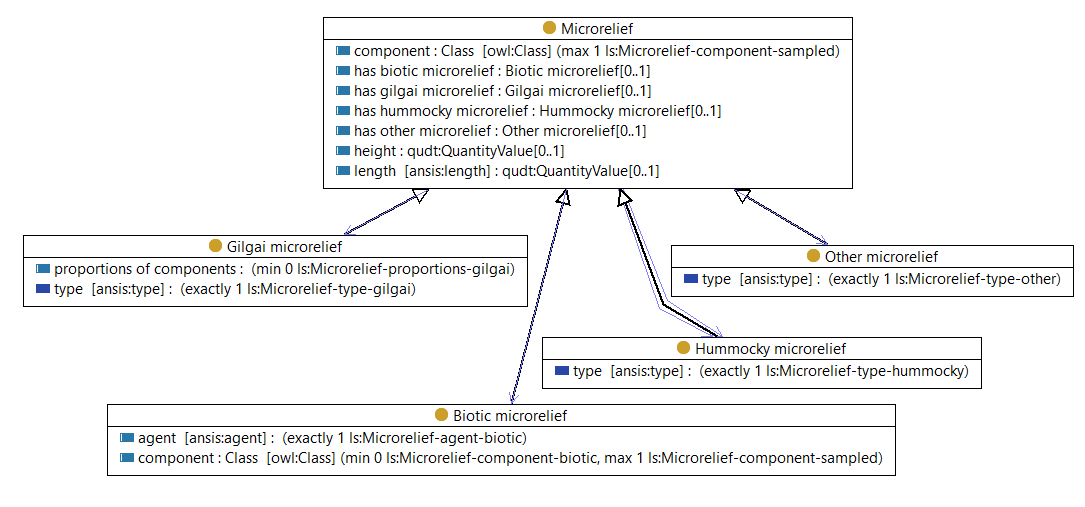 Microrelief
component : Class  [owl:Class] (max 1 ls:Microrelief-component-sampled)
has biotic microrelief : Biotic microrelief[0..1]
has gilgai microrelief : Gilgai microrelief[0..1]
has hummocky microrelief : Hummocky microrelief[0..1]
has other microrelief : Other microrelief[0..1]
height : qudt:QuantityValue[0..1]
length  [ansis:length] : qudt:QuantityValue[0..1]
Gilgai microrelief
proportions of components :  (min 0 ls:Microrelief-proportions-gilgai)
type  [ansis:type] :  (exactly 1 ls:Microrelief-type-gilgai)
Other microrelief
type  [ansis:type] :  (exactly 1 ls:Microrelief-type-other)
Hummocky microrelief
type  [ansis:type] :  (exactly 1 ls:Microrelief-type-hummocky)
Biotic microrelief
agent  [ansis:agent] :  (exactly 1 ls:Microrelief-agent-biotic)
component : Class  [owl:Class] (min 0 ls:Microrelief-component-biotic, max 1 ls:Microrelief-component-sampled)